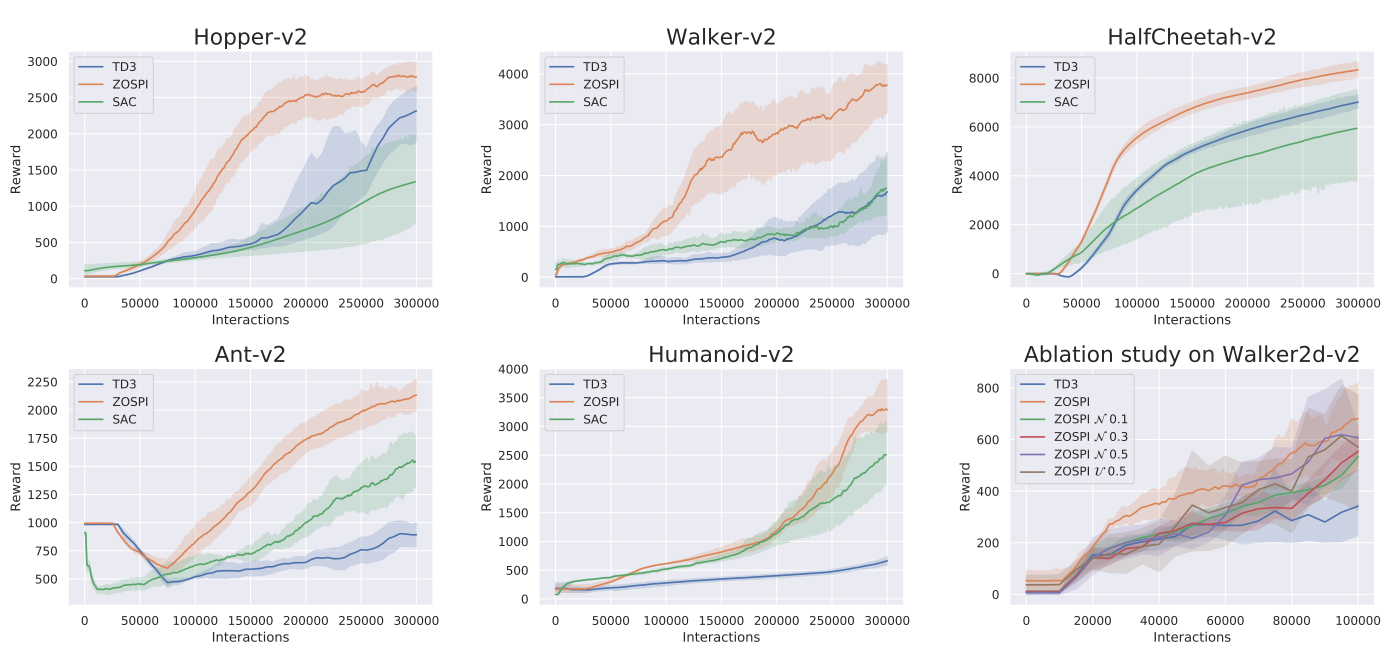 Hopper-v2
Reward
3000
2500
2000
1500
1000
500
0
TD3
ZOSPI
SAC
0 50000 100000 150000 200000 250000 300000
Interactions
Walker-v2
Reward
4000
3000
2000
1000
0
TD3
ZOSPI
SAC
0 50000 100000 150000 200000 250000 300000
Interactions
HalfCheetah-v2
Reward
8000
6000
4000
2000
0
TD3
ZOSPI
SAC
0 50000 100000 150000 200000 250000 300000
Interactions
Ant-v2
Reward
2250
2000
1750
1500
1250
1000
750
500
TD3
ZOSPI
SAC
0 50000 100000 150000 200000 250000 300000
Interactions
Humanoid-v2
Reward
4000
3500
3000
2500
2000
1500
1000
500
0
TD3
ZOSPI
SAC
0 50000 100000 150000 200000 250000 300000
Interactions
Ablation study on Walker2d-v2
Reward
800
600
400
200
0
TD3
ZOSPI
ZOSPI 𝒩 0.1
ZOSPI 𝒩 0.3
ZOSPI 𝒩 0.5
ZOSPI 𝒰 0.5
0 20000 40000 60000 80000 100000
Interactions